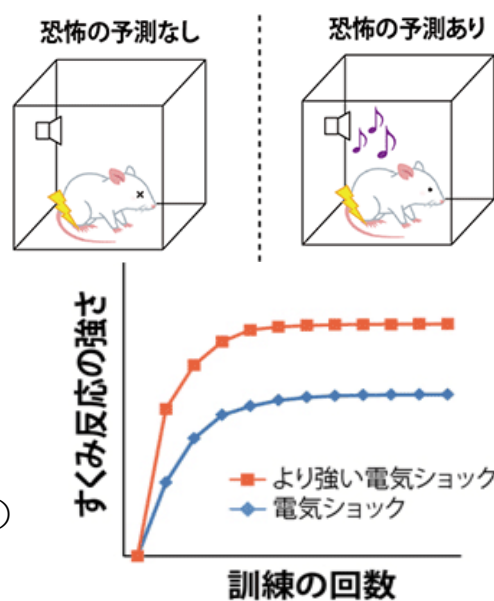 恐怖の予測なし
恐怖の予測あり
すくみ反応の強さ
より強い電気ショック
電気ショック
訓練の回数